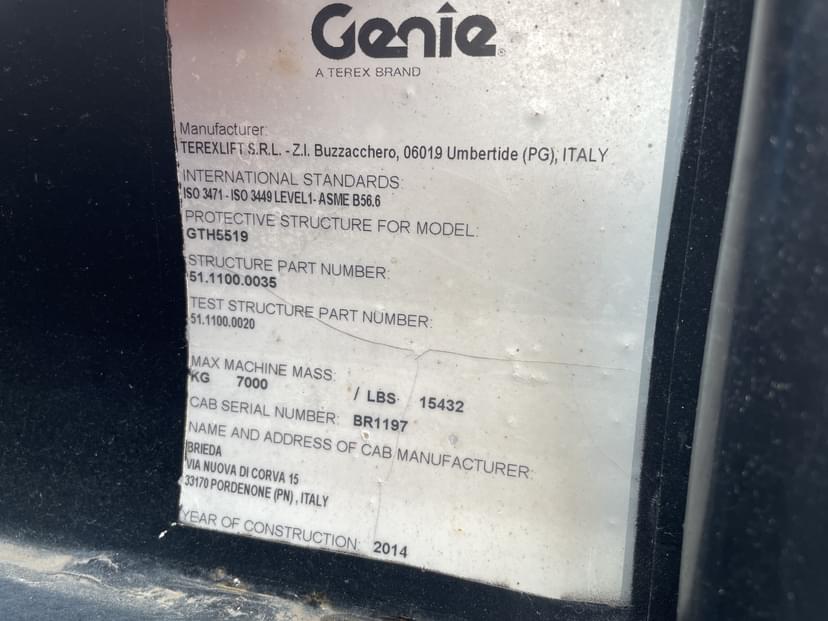 Genie®
A TEREX BRAND
Manufacturer:
TEREXLIFT S.R.L. - Z.I. Buzzacchero, 06019 Umbertide (PG), ITALY
INTERNATIONAL STANDARDS:
ISO 3471 - ISO 3449 LEVEL1- ASME B56.6
PROTECTIVE STRUCTURE FOR MODEL:
GTH5519
STRUCTURE PART NUMBER:
51.1100.0035
TEST STRUCTURE PART NUMBER:
51.1100.0020
MAX MACHINE MASS:
KG 7000 / LBS 15432
CAB SERIAL NUMBER: BR1197
NAME AND ADDRESS OF CAB MANUFACTURER:
BRIEDA
VIA NUOVA DI CORVA 15
33170 PORDENONE (PN) , ITALY
YEAR OF CONSTRUCTION: 2014